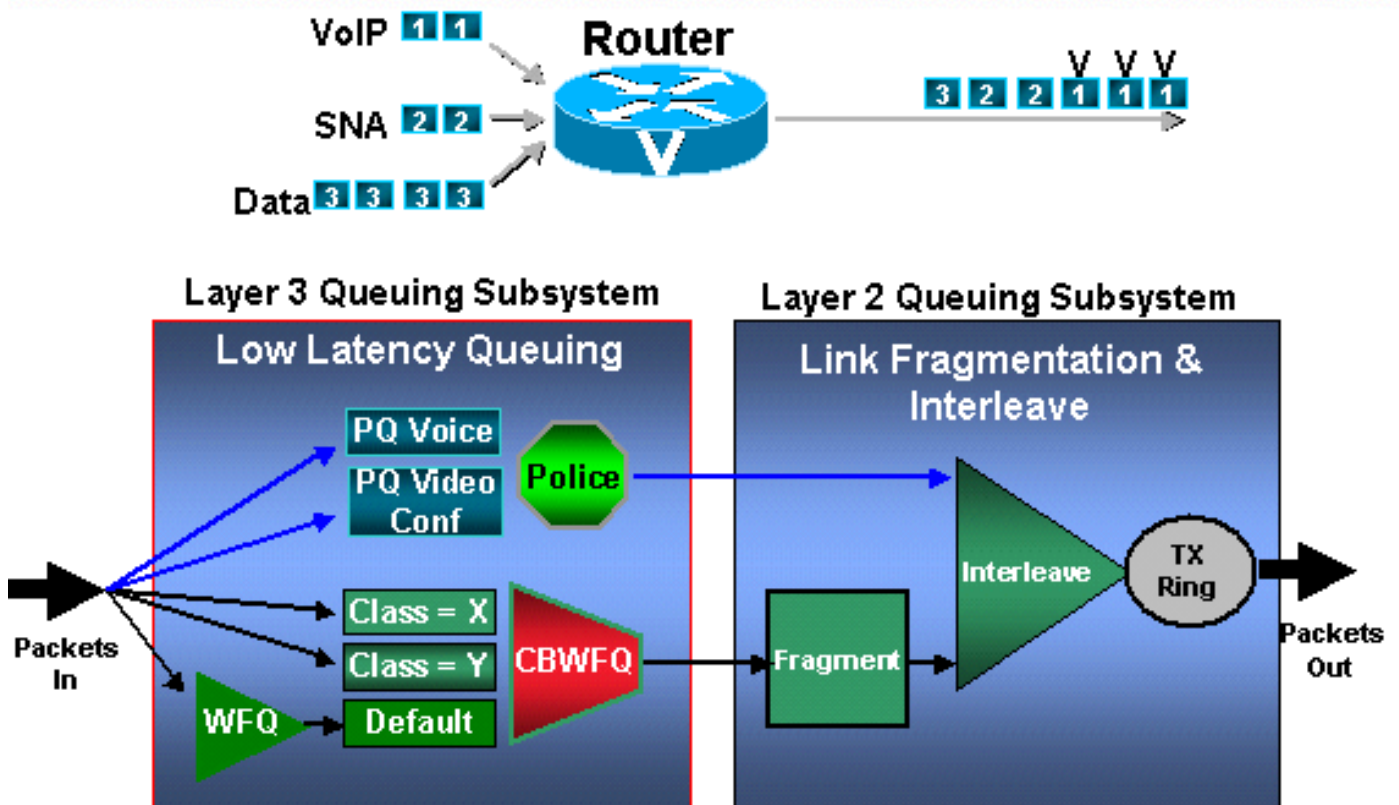 VoIP 1 1
Router
V V V
3 2 2 1 1 1
SNA 2 2
V
Data 3 3 3 3
Layer 3 Queuing Subsystem
Layer 2 Queuing Subsystem
Low Latency Queuing
Link Fragmentation &
Interleave
PQ Voice
PQ Video
Conf
Police
Class = X
Class = Y
WFQ
Default
CBWFQ
Fragment
Interleave
TX
Ring
Packets
In
Packets
Out